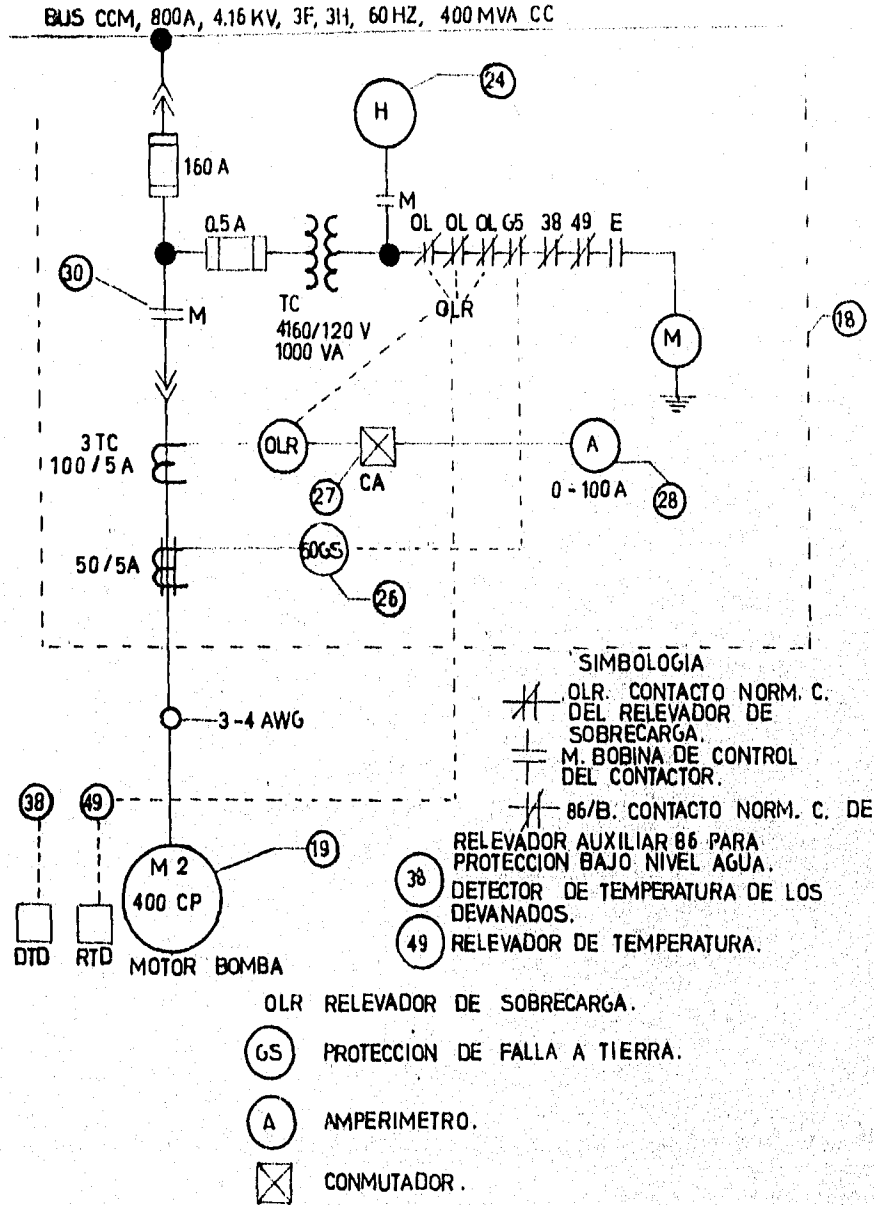 BUS CCM, 800A, 4.16 KV, 3F, 3H, 60HZ, 400 MVA CC
24
H
160 A
M
0.5 A
OL OL OL GS 38 49 E
30
M
TC
4160/120 V
1000 VA
OLR
18
M
3 TC
100/5 A
OLR
CA
A
27
0-100 A
28
50/5A
50GS
26
SIMBOLOGIA
OLR. CONTACTO NORM. C.
DEL RELEVADOR DE
SOBRECARGA.
M. BOBINA DE CONTROL
DEL CONTACTOR.
86/B. CONTACTO NORM. C. DE
RELEVADOR AUXILIAR 86 PARA
PROTECCION BAJO NIVEL AGUA.
38 DETECTOR DE TEMPERATURA DE LOS
DEVANADOS.
49 RELEVADOR DE TEMPERATURA.
3-4 AWG
38
49
19
M 2
400 CP
DTD
RTD
MOTOR BOMBA
OLR RELEVADOR DE SOBRECARGA.
GS PROTECCION DE FALLA A TIERRA.
A AMPERIMETRO.
CONMUTADOR.